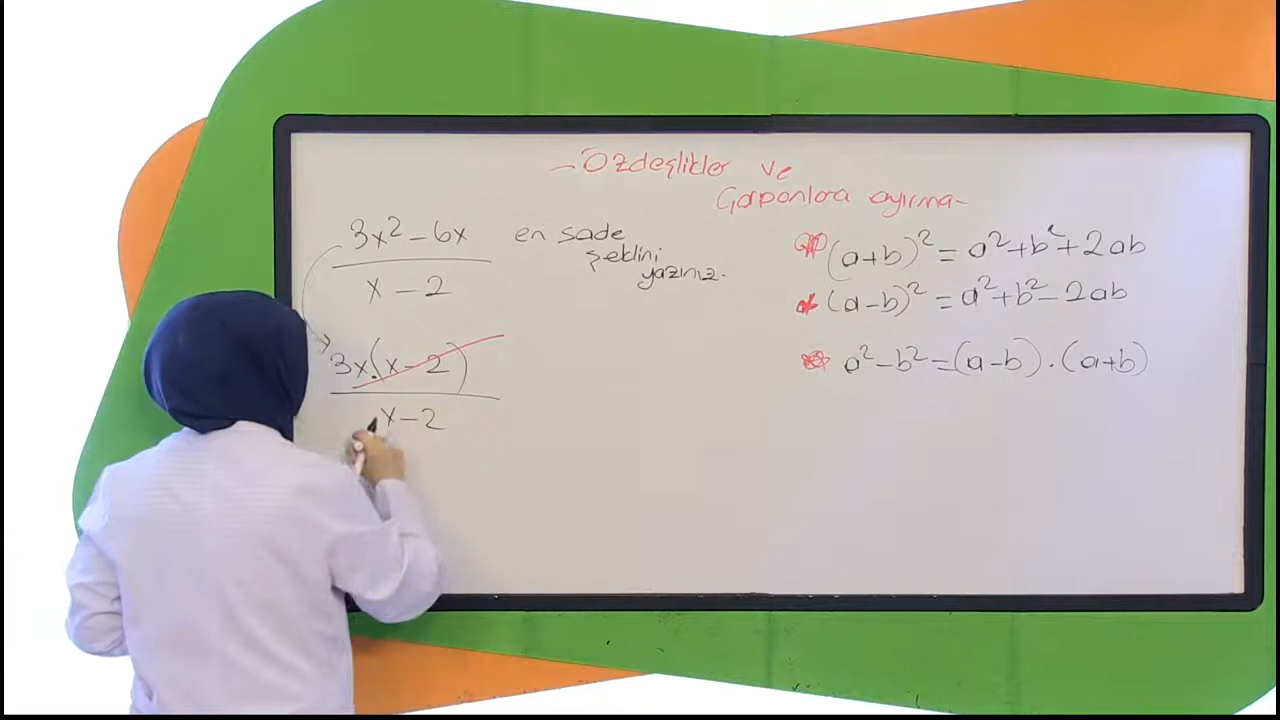 - Özdeşlikler ve
Çarpanlara ayırma-
3x² - 6x
x - 2
en sade
şeklini
yazınız.
3x.(x - 2)
x - 2
(a+b)² = a² + b² + 2ab
(a-b)² = a² + b² - 2ab
a² - b² = (a-b) . (a+b)